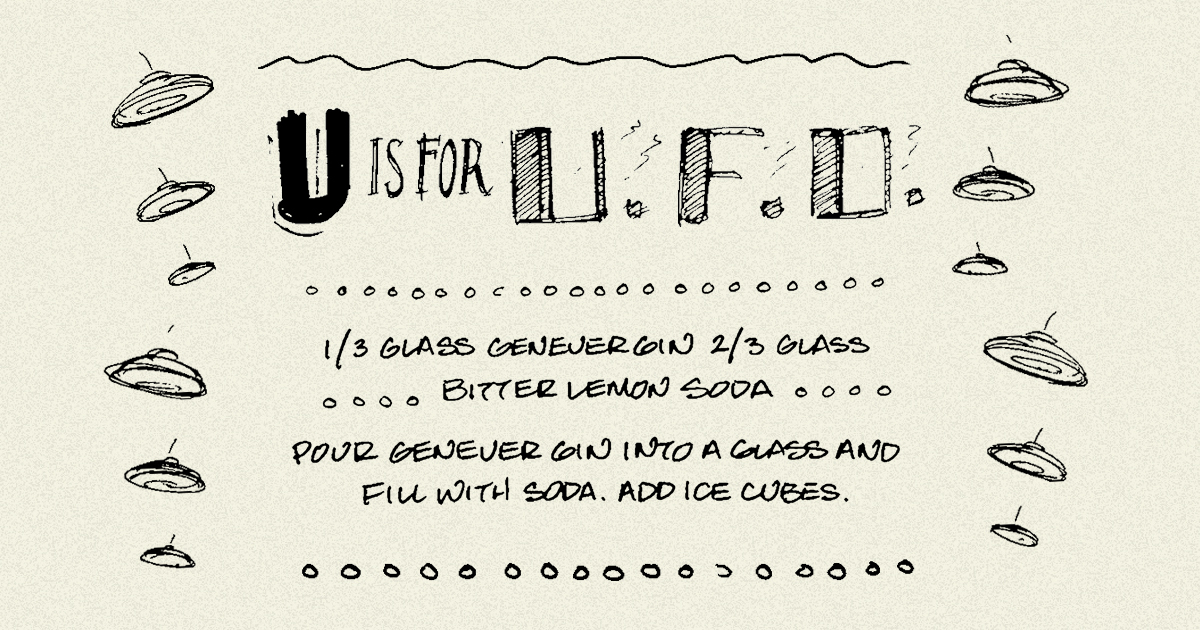 U IS FOR U.F.O.
1/3 GLASS GENEVER GIN 2/3 GLASS
BITTER LEMON SODA
POUR GENEVER GIN INTO A GLASS AND
FILL WITH SODA. ADD ICE CUBES.